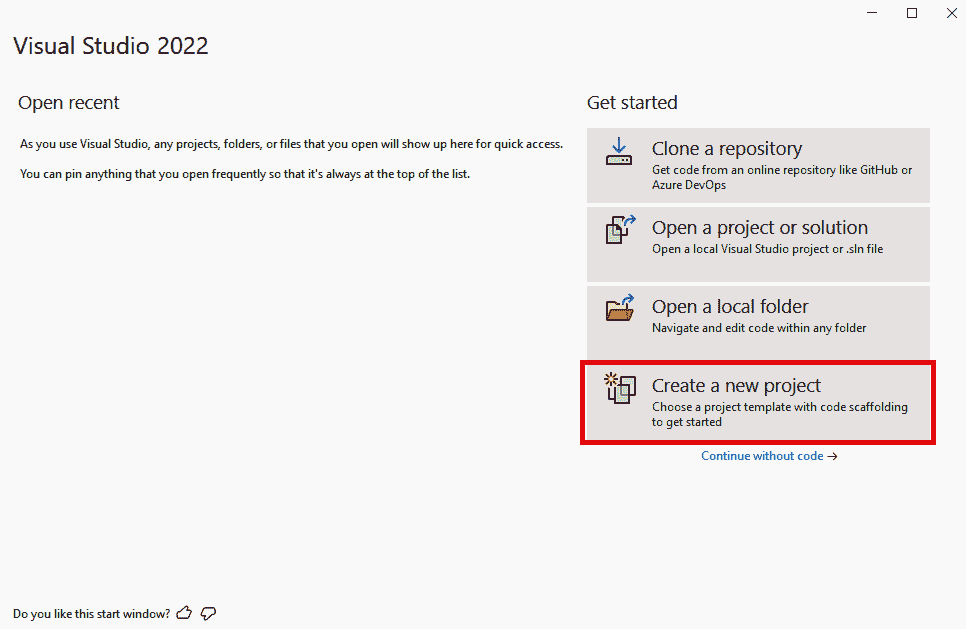 Visual Studio 2022
Open recent
As you use Visual Studio, any projects, folders, or files that you open will show up here for quick access.
You can pin anything that you open frequently so that it's always at the top of the list.
Get started
Clone a repository
Get code from an online repository like GitHub or
Azure DevOps
Open a project or solution
Open a local Visual Studio project or .sln file
Open a local folder
Navigate and edit code within any folder
Create a new project
Choose a project template with code scaffolding
to get started
Continue without code →
Do you like this start window?